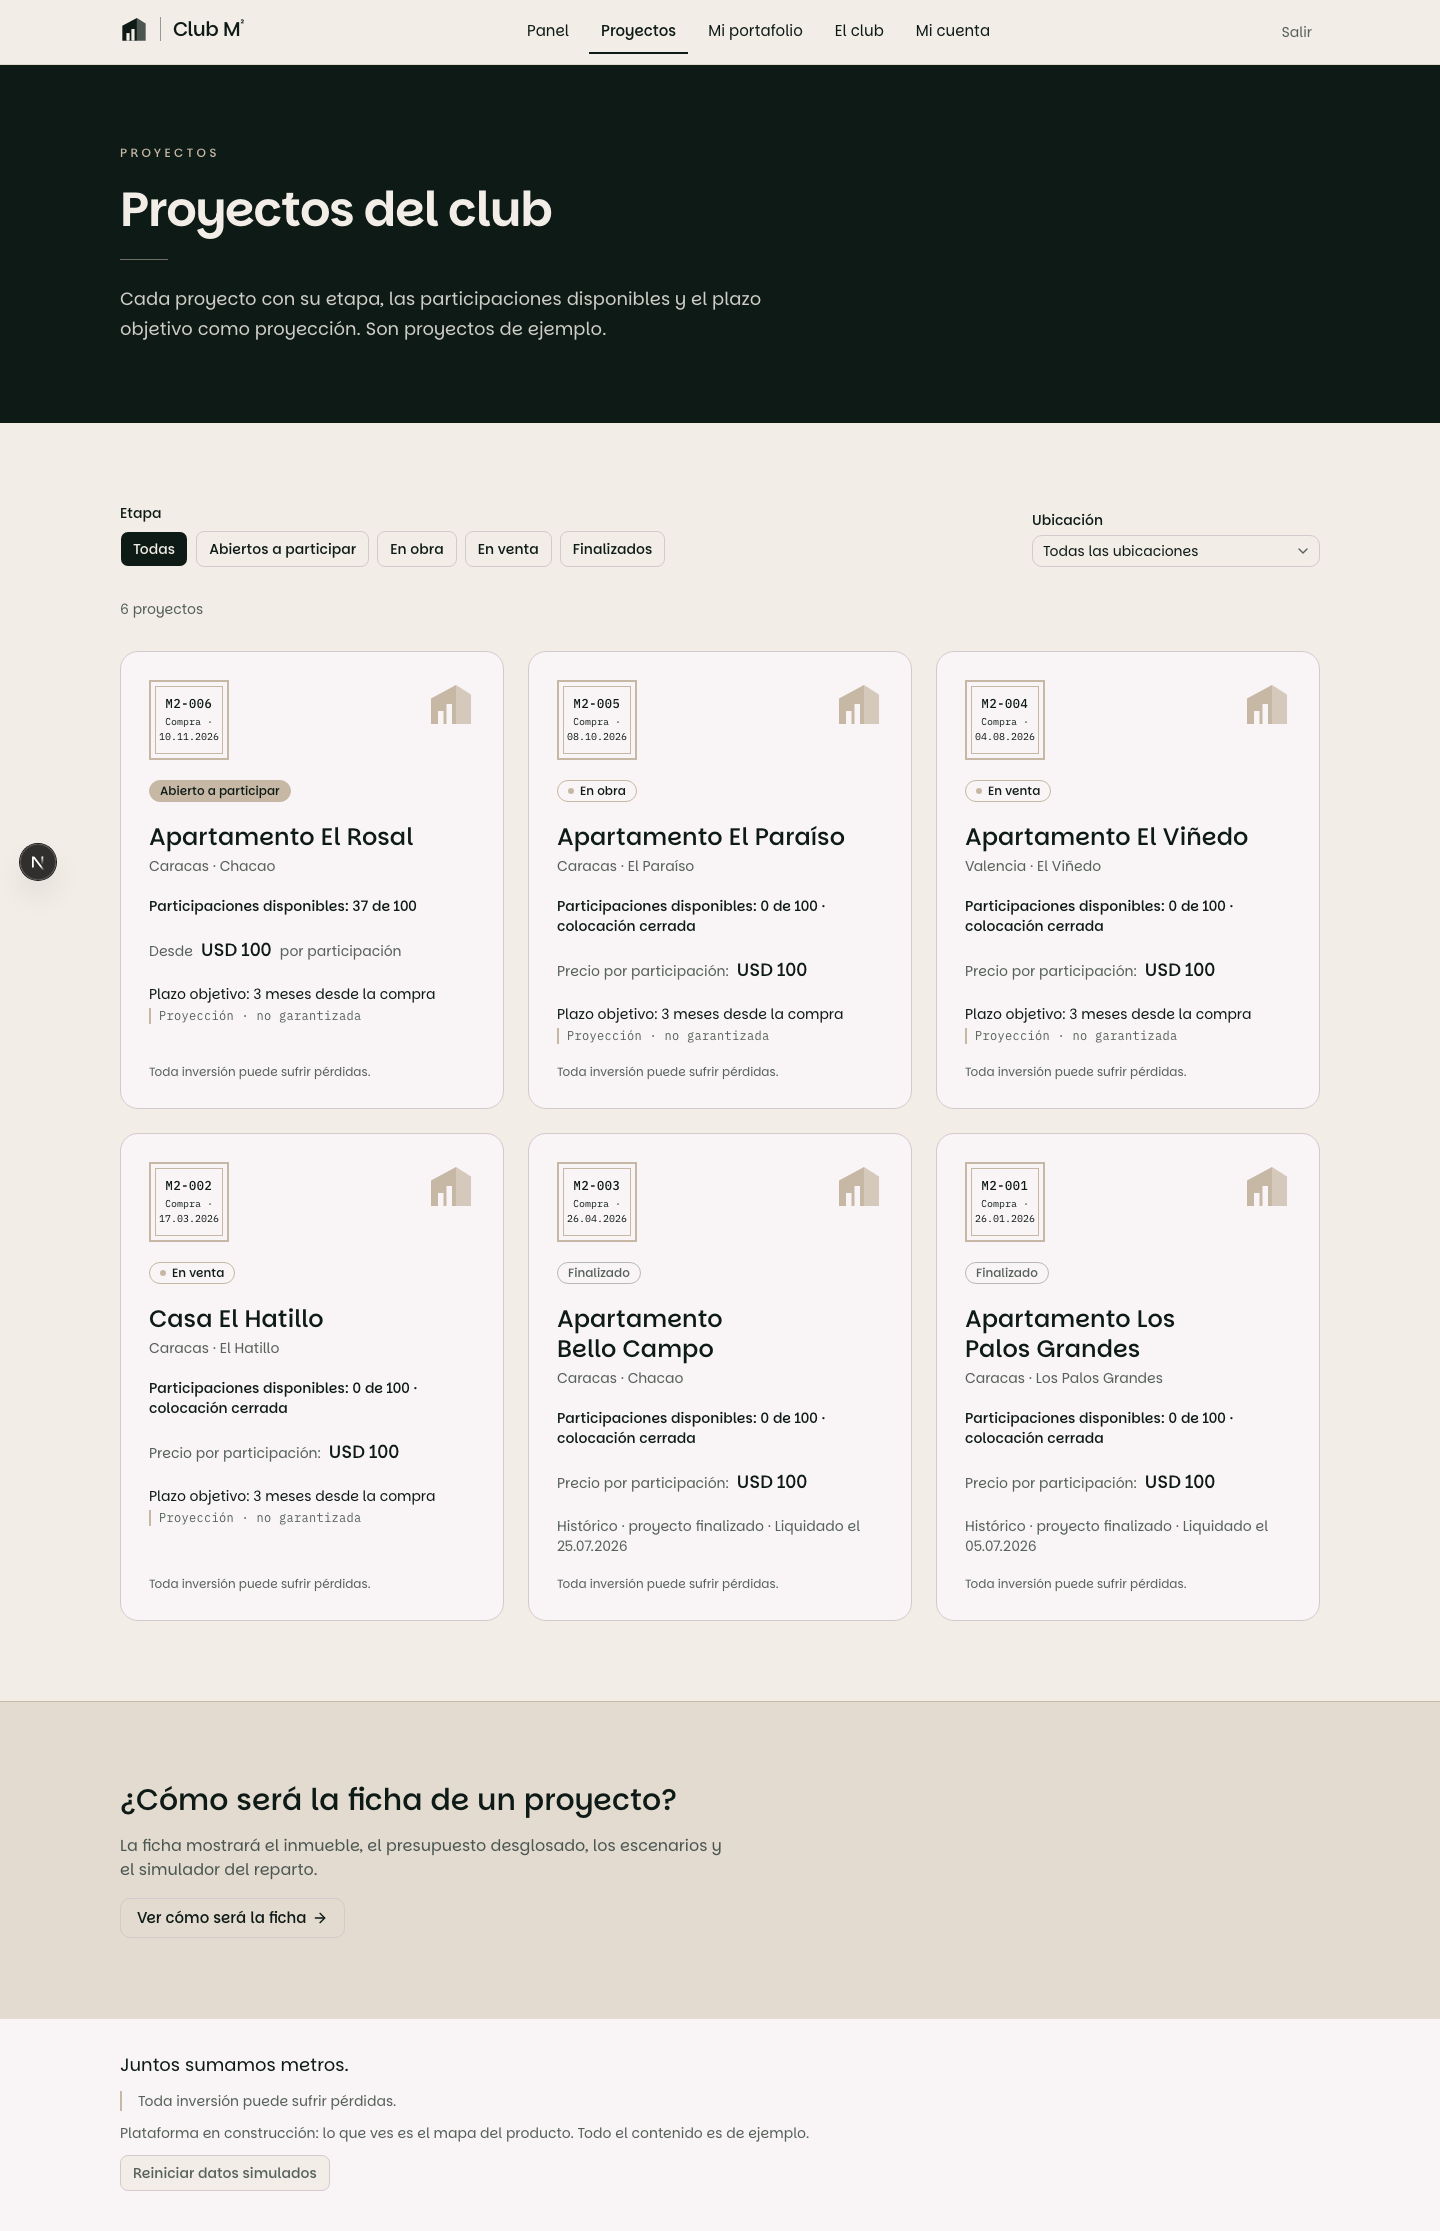 Club M²
Panel
Proyectos
Mi portafolio
El club
Mi cuenta
Salir
PROYECTOS
Proyectos del club
Cada proyecto con su etapa, las participaciones disponibles y el plazo
objetivo como proyección. Son proyectos de ejemplo.
Etapa
Todas
Abiertos a participar
En obra
En venta
Finalizados
Ubicación
Todas las ubicaciones
6 proyectos
M2-006
Compra ·
10.11.2026
Abierto a participar
Apartamento El Rosal
Caracas · Chacao
Participaciones disponibles: 37 de 100
Desde USD 100 por participación
Plazo objetivo: 3 meses desde la compra
Proyección · no garantizada
Toda inversión puede sufrir pérdidas.
M2-005
Compra ·
08.10.2026
En obra
Apartamento El Paraíso
Caracas · El Paraíso
Participaciones disponibles: 0 de 100 ·
colocación cerrada
Precio por participación: USD 100
Plazo objetivo: 3 meses desde la compra
Proyección · no garantizada
Toda inversión puede sufrir pérdidas.
M2-004
Compra ·
04.08.2026
En venta
Apartamento El Viñedo
Valencia · El Viñedo
Participaciones disponibles: 0 de 100 ·
colocación cerrada
Precio por participación: USD 100
Plazo objetivo: 3 meses desde la compra
Proyección · no garantizada
Toda inversión puede sufrir pérdidas.
M2-002
Compra ·
17.03.2026
En venta
Casa El Hatillo
Caracas · El Hatillo
Participaciones disponibles: 0 de 100 ·
colocación cerrada
Precio por participación: USD 100
Plazo objetivo: 3 meses desde la compra
Proyección · no garantizada
Toda inversión puede sufrir pérdidas.
M2-003
Compra ·
26.04.2026
Finalizado
Apartamento
Bello Campo
Caracas · Chacao
Participaciones disponibles: 0 de 100 ·
colocación cerrada
Precio por participación: USD 100
Histórico · proyecto finalizado · Liquidado el
25.07.2026
Toda inversión puede sufrir pérdidas.
M2-001
Compra ·
26.01.2026
Finalizado
Apartamento Los
Palos Grandes
Caracas · Los Palos Grandes
Participaciones disponibles: 0 de 100 ·
colocación cerrada
Precio por participación: USD 100
Histórico · proyecto finalizado · Liquidado el
05.07.2026
Toda inversión puede sufrir pérdidas.
N
¿Cómo será la ficha de un proyecto?
La ficha mostrará el inmueble, el presupuesto desglosado, los escenarios y
el simulador del reparto.
Ver cómo será la ficha →
Juntos sumamos metros.
Toda inversión puede sufrir pérdidas.
Plataforma en construcción: lo que ves es el mapa del producto. Todo el contenido es de ejemplo.
Reiniciar datos simulados